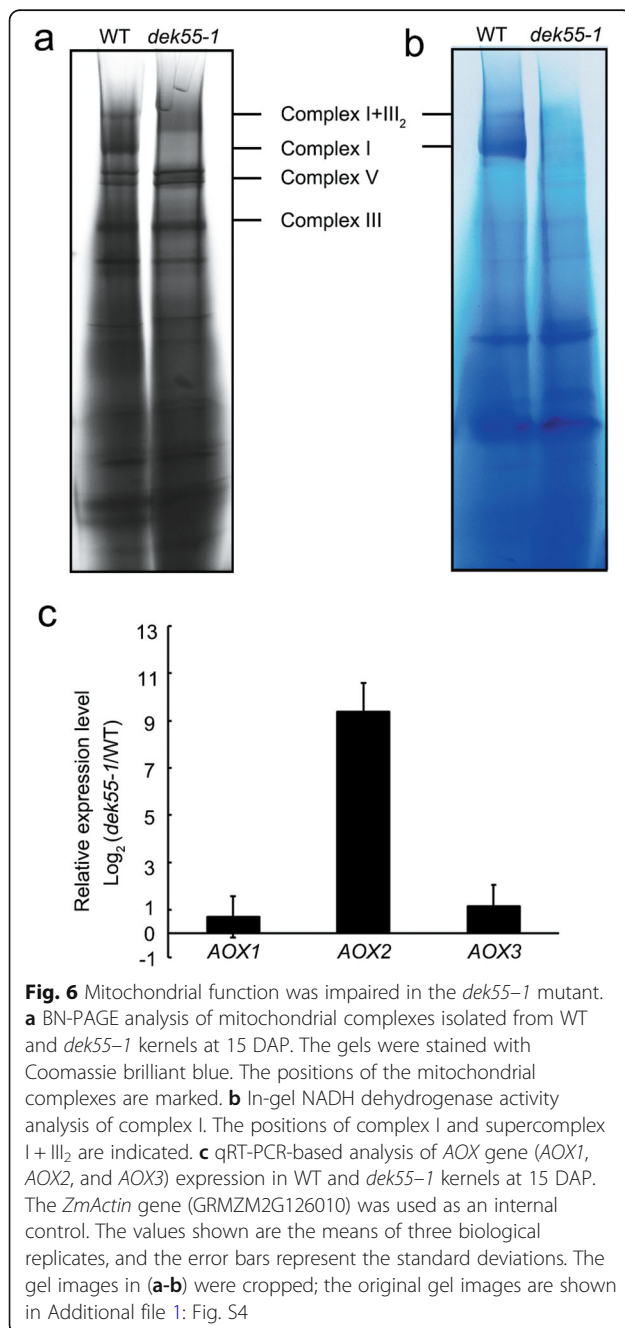 a
WT dek55-1
b
WT dek55-1
Complex I+III₂
Complex I
Complex V
Complex III
c
Relative expression level
Log₂ (dek55-1/WT)
13
11
9
7
5
3
1
0
-1
AOX1 AOX2 AOX3
Fig. 6 Mitochondrial function was impaired in the dek55–1 mutant.
a BN-PAGE analysis of mitochondrial complexes isolated from WT
and dek55–1 kernels at 15 DAP. The gels were stained with
Coomassie brilliant blue. The positions of the mitochondrial
complexes are marked. b In-gel NADH dehydrogenase activity
analysis of complex I. The positions of complex I and supercomplex
I + III₂ are indicated. c qRT-PCR-based analysis of AOX gene (AOX1,
AOX2, and AOX3) expression in WT and dek55–1 kernels at 15 DAP.
The ZmActin gene (GRMZM2G126010) was used as an internal
control. The values shown are the means of three biological
replicates, and the error bars represent the standard deviations. The
gel images in (a-b) were cropped; the original gel images are shown
in Additional file 1: Fig. S4